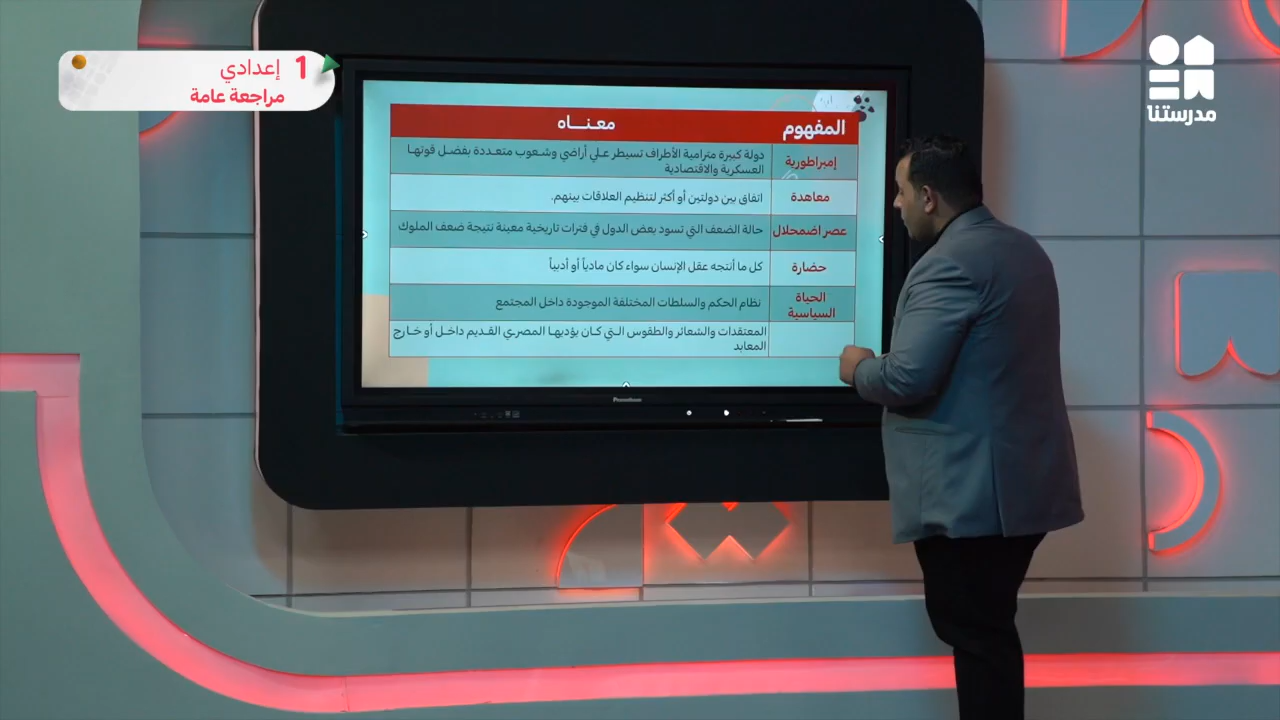 1 إعدادي
مراجعة عامة
مدرستنا
المفهوم معنــاه
إمبراطورية دولة كبيرة مترامية الأطراف تسيطر علي أراضي وشعوب متعددة بفضل قوتها
العسكرية والاقتصادية
معاهدة اتفاق بين دولتين أو أكثر لتنظيم العلاقات بينهم.
عصر اضمحلال حالة الضعف التي تسود بعض الدول في فترات تاريخية معينة نتيجة ضعف الملوك
حضارة كل ما أنتجه عقل الإنسان سواء كان مادياً أو أدبياً
الحياة
السياسية
نظام الحكم والسلطات المختلفة الموجودة داخل المجتمع
المعتقدات والشعائر والطقوس التي كان يؤديها المصري القديم داخل أو خارج
المعابد